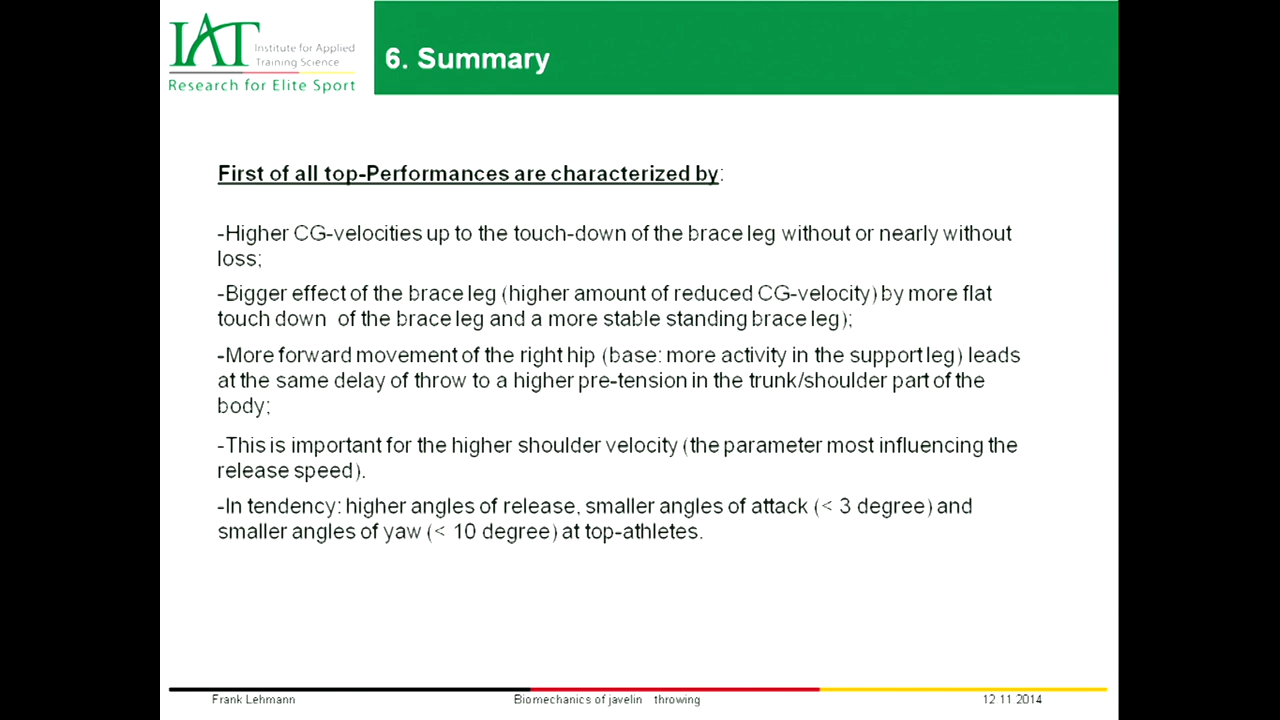 IAT
Institute for Applied
Training Science
Research for Elite Sport
6. Summary
First of all top-Performances are characterized by:
-Higher CG-velocities up to the touch-down of the brace leg without or nearly without
loss;
-Bigger effect of the brace leg (higher amount of reduced CG-velocity) by more flat
touch down of the brace leg and a more stable standing brace leg);
-More forward movement of the right hip (base: more activity in the support leg) leads
at the same delay of throw to a higher pre-tension in the trunk/shoulder part of the
body;
-This is important for the higher shoulder velocity (the parameter most influencing the
release speed).
-In tendency: higher angles of release, smaller angles of attack (< 3 degree) and
smaller angles of yaw (< 10 degree) at top-athletes.
Frank Lehmann
Biomechanics of javelin throwing
12.11.2014